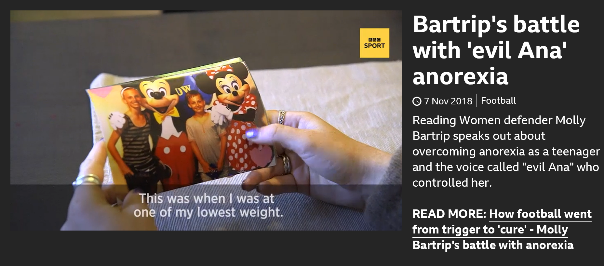 BBC
SPORT
This was when I was at
one of my lowest weight.
Bartrip's battle
with 'evil Ana'
anorexia
7 Nov 2018 | Football
Reading Women defender Molly
Bartrip speaks out about
overcoming anorexia as a teenager
and the voice called "evil Ana" who
controlled her.
READ MORE: How football went
from trigger to 'cure' - Molly
Bartrip's battle with anorexia